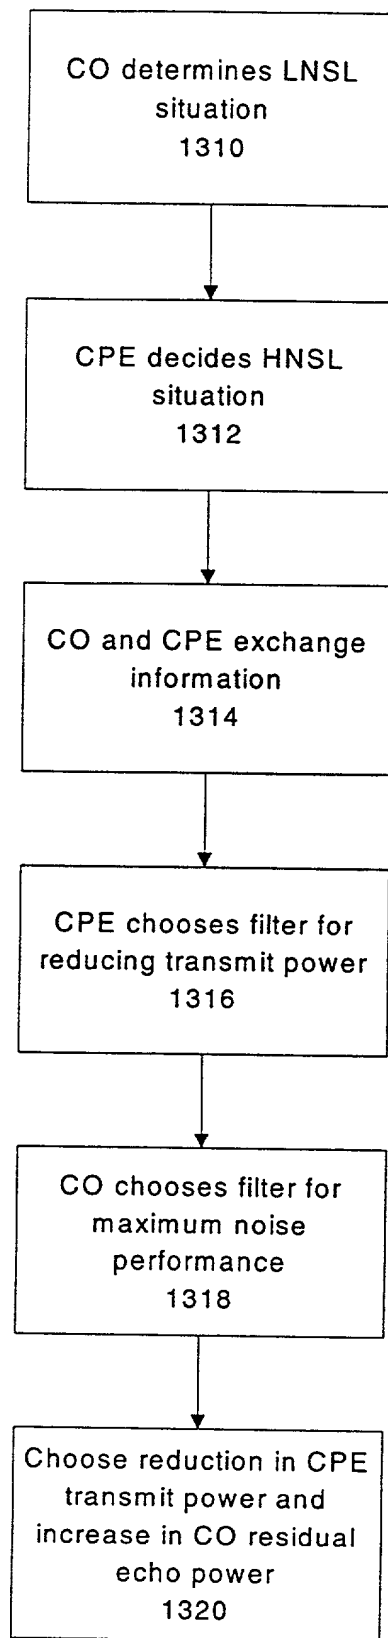 CO determines LNSL
situation
1310
CPE decides HNSL
situation
1312
CO and CPE exchange
information
1314
CPE chooses filter for
reducing transmit power
1316
CO chooses filter for
maximum noise
performance
1318
Choose reduction in CPE
transmit power and
increase in CO residual
echo power
1320